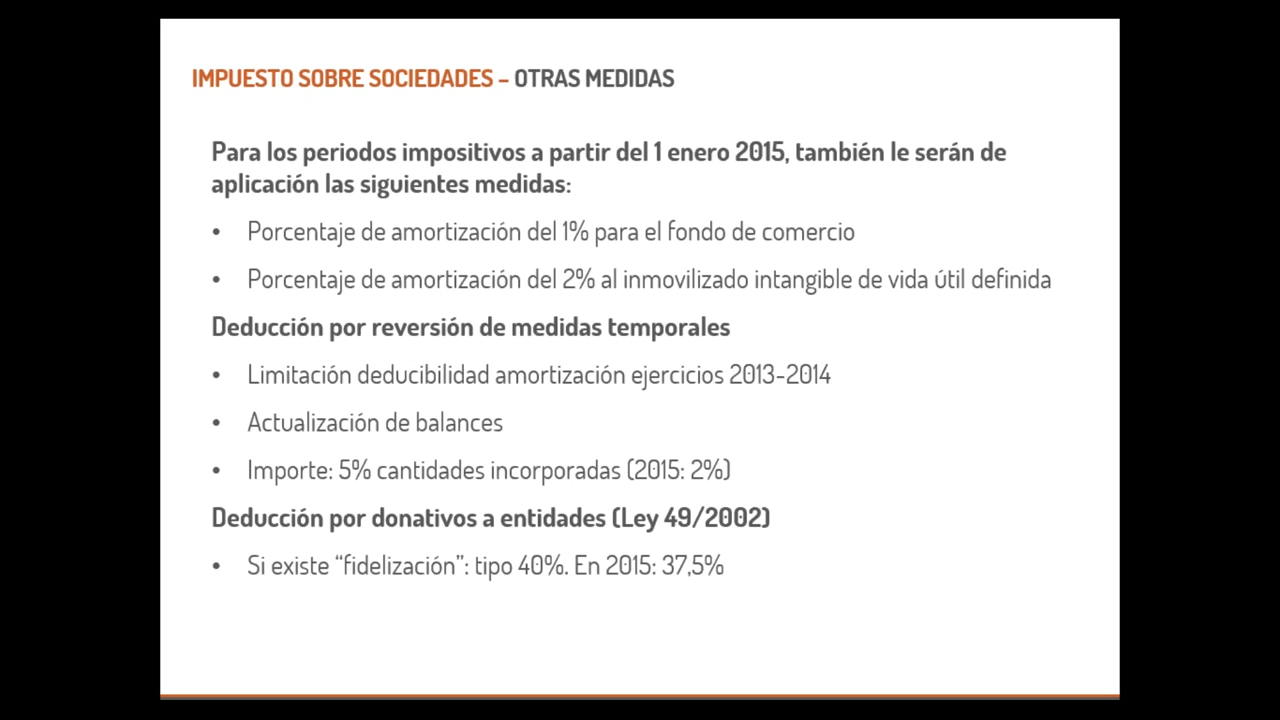 IMPUESTO SOBRE SOCIEDADES – OTRAS MEDIDAS
Para los periodos impositivos a partir del 1 enero 2015, también le serán de
aplicación las siguientes medidas:
• Porcentaje de amortización del 1% para el fondo de comercio
• Porcentaje de amortización del 2% al inmovilizado intangible de vida útil definida
Deducción por reversión de medidas temporales
• Limitación deducibilidad amortización ejercicios 2013-2014
• Actualización de balances
• Importe: 5% cantidades incorporadas (2015: 2%)
Deducción por donativos a entidades (Ley 49/2002)
• Si existe “fidelización”: tipo 40%. En 2015: 37,5%